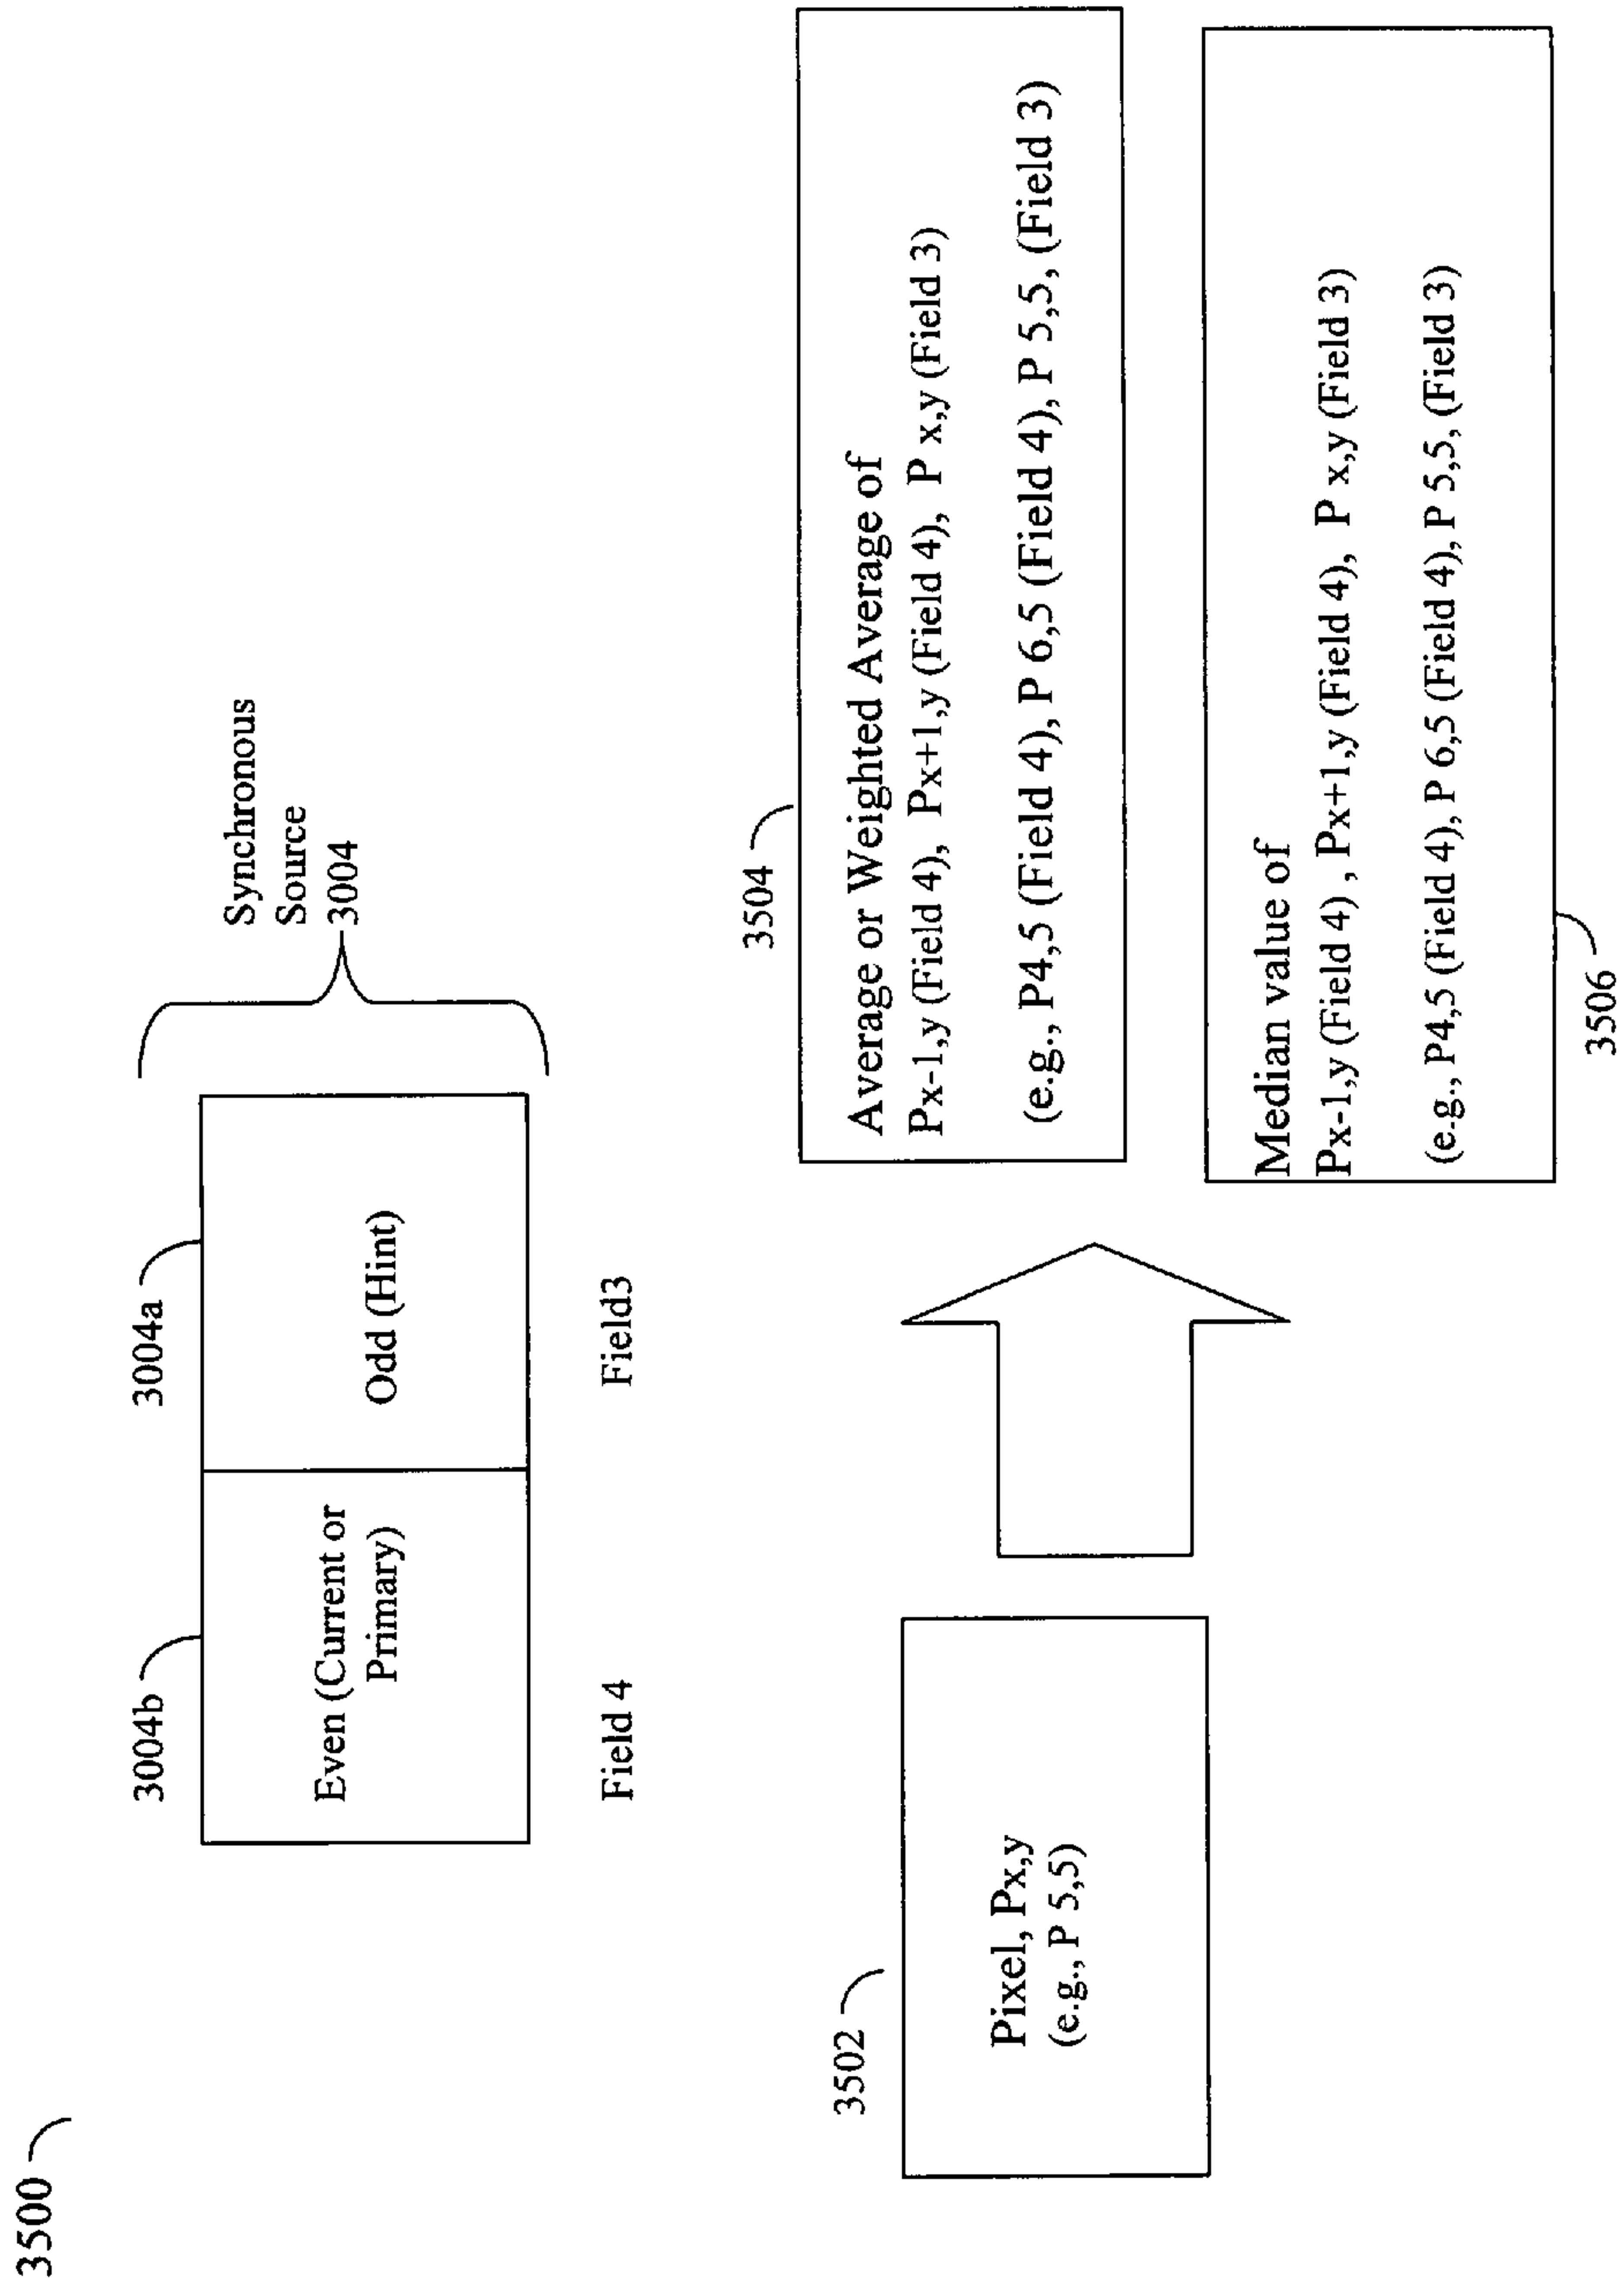 3500
Synchronous
Source
3004
3004b
3004a
Even (Current or
Primary)
Odd (Hint)
Field 4
Field3
3502
Pixel, Px,y
(e.g., P 5,5)
3504
Average or Weighted Average of
Px-1,y (Field 4), Px+1,y (Field 4), P x,y (Field 3)
(e.g., P4,5 (Field 4), P 6,5 (Field 4), P 5,5, (Field 3)
Median value of
Px-1,y (Field 4) , Px+1,y (Field 4), P x,y (Field 3)
(e.g., P4,5 (Field 4), P 6,5 (Field 4), P 5,5, (Field 3)
3506